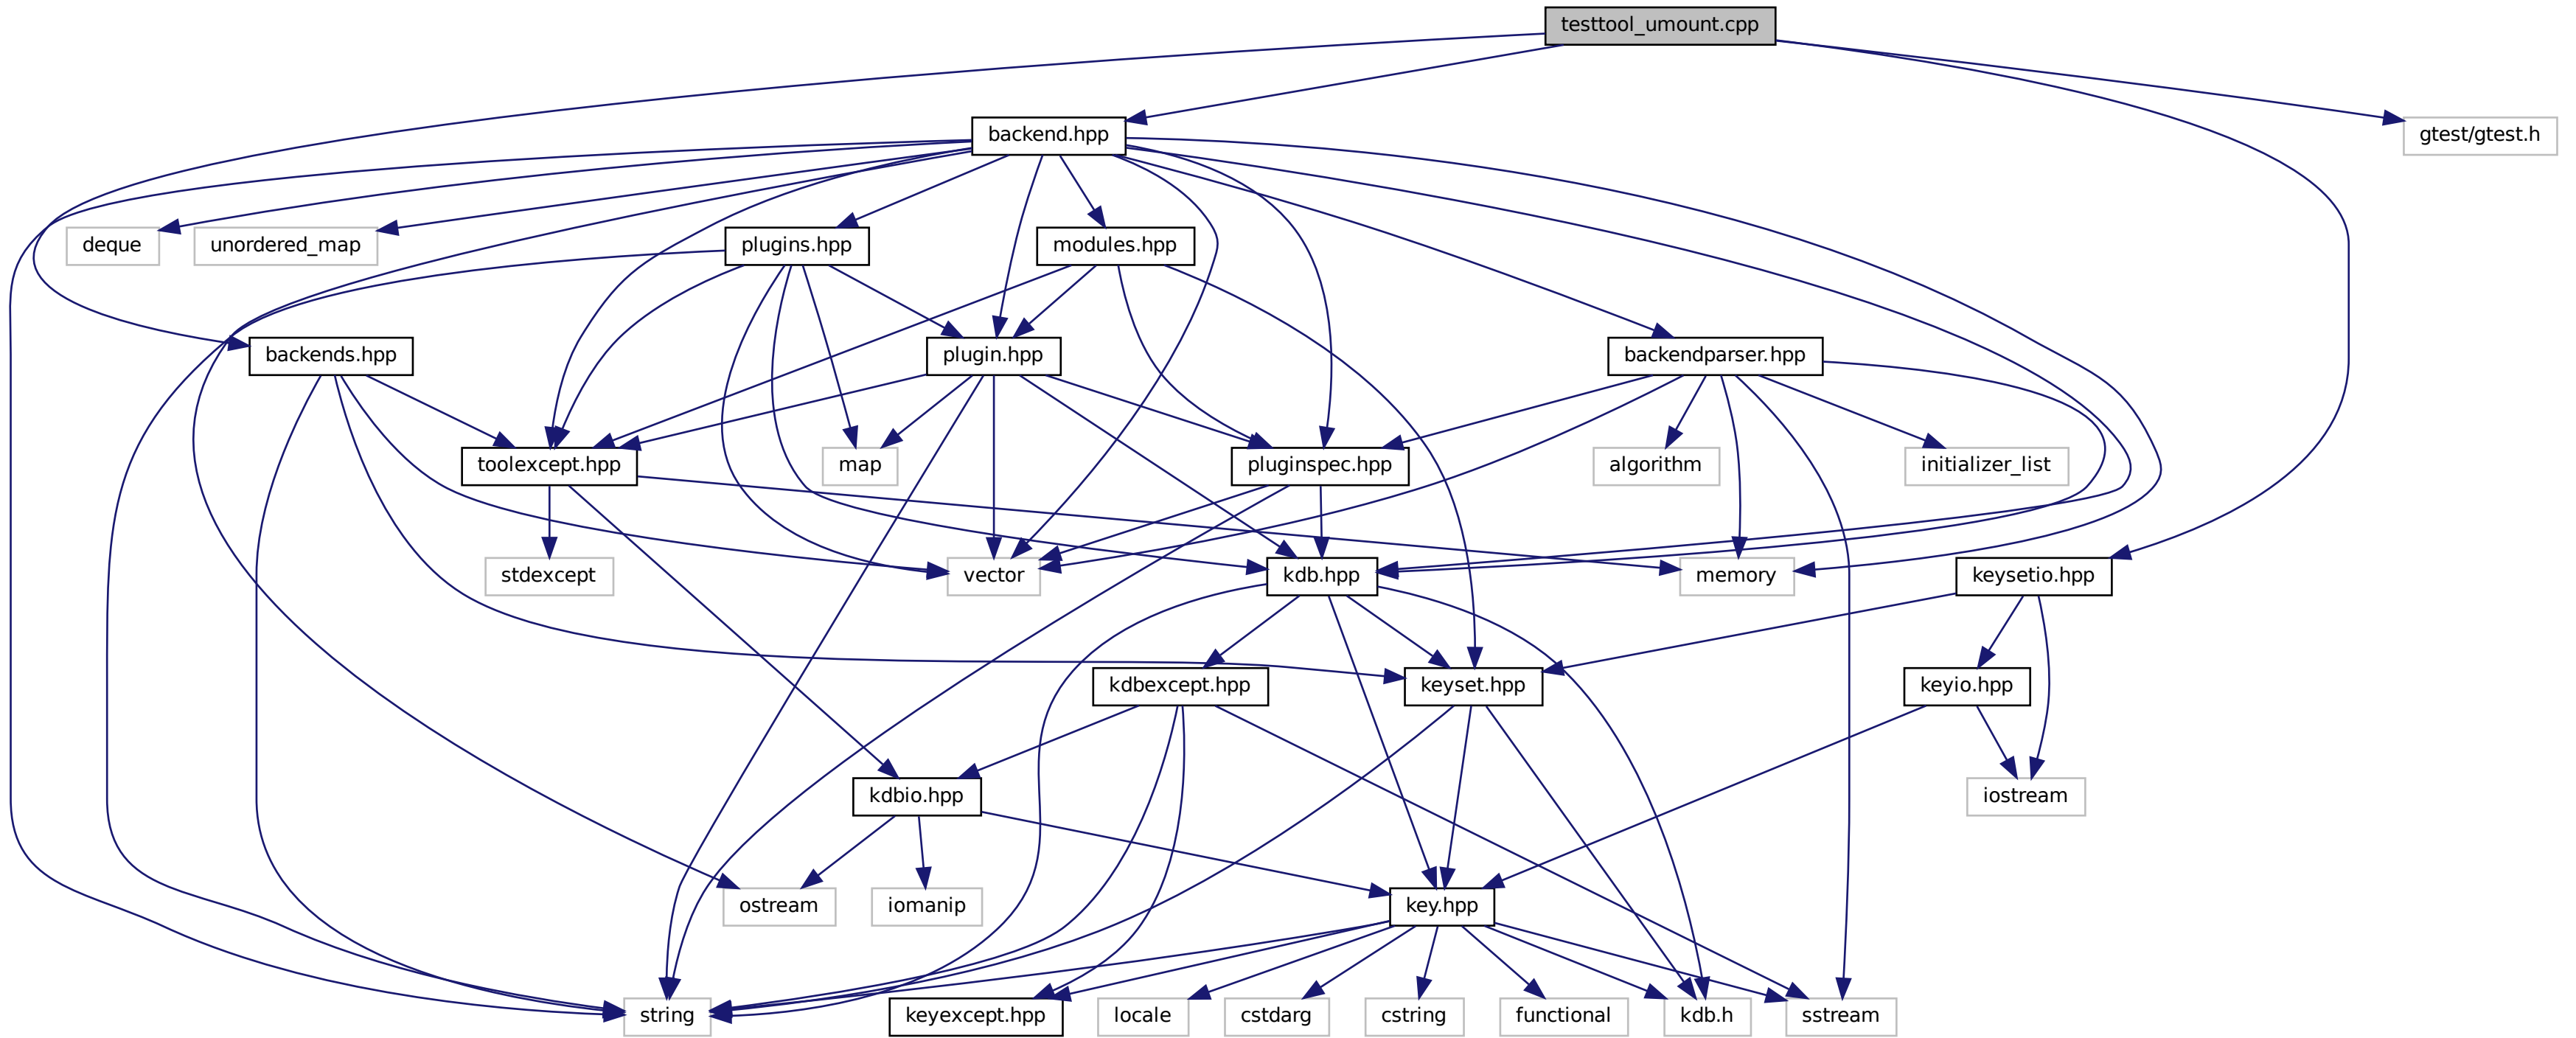 testtool_umount.cpp
backend.hpp
gtest/gtest.h
deque
unordered_map
plugins.hpp
modules.hpp
backends.hpp
plugin.hpp
backendparser.hpp
toolexcept.hpp
map
pluginspec.hpp
algorithm
initializer_list
stdexcept
vector
kdb.hpp
memory
keysetio.hpp
kdbexcept.hpp
keyset.hpp
keyio.hpp
kdbio.hpp
iostream
ostream
iomanip
key.hpp
string
keyexcept.hpp
locale
cstdarg
cstring
functional
kdb.h
sstream